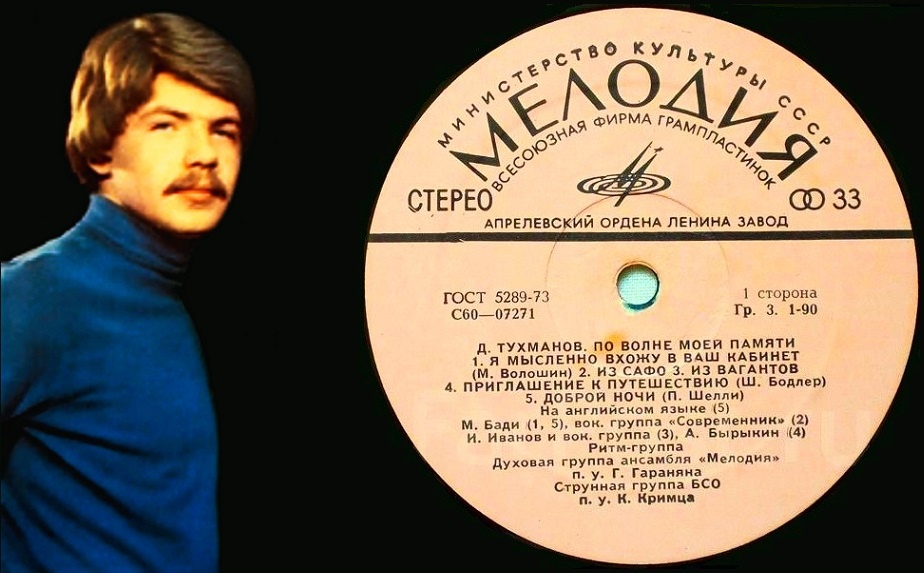 МИНИСТЕРСТВО КУЛЬТУРЫ СССР
МЕЛОДИЯ
ВСЕСОЮЗНАЯ ФИРМА ГРАМПЛАСТИНОК
СТЕРЕО
33
АПРЕЛЕВСКИЙ ОРДЕНА ЛЕНИНА ЗАВОД
ГОСТ 5289-73
С60—07271
1 сторона
Гр. 3. 1-90
Д. ТУХМАНОВ. ПО ВОЛНЕ МОЕЙ ПАМЯТИ
1. Я МЫСЛЕННО ВХОЖУ В ВАШ КАБИНЕТ
(М. Волошин) 2. ИЗ САФО 3. ИЗ ВАГАНТОВ
4. ПРИГЛАШЕНИЕ К ПУТЕШЕСТВИЮ (Ш. Бодлер)
5. ДОБРОЙ НОЧИ (П. Шелли)
На английском языке (5)
М. Бади (1, 5), вок. группа «Современник» (2)
И. Иванов и вок. группа (3), А. Бырыкин (4)
Ритм-группа
Духовая группа ансамбля «Мелодия»
п. у. Г. Гараняна
Струнная группа БСО
п. у. К. Кримца